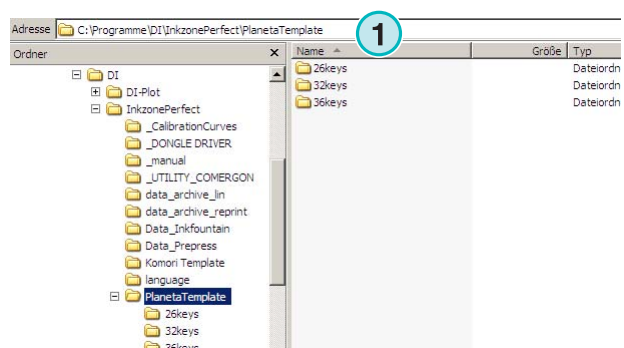 Adresse C:\Programme\DI\InkzonePerfect\PlanetaTemplate
1
Ordner x
DI
DI-Plot
InkzonePerfect
_CalibrationCurves
_DONGLE DRIVER
_manual
_UTILITY_COMERGON
data_archive_lin
data_archive_reprint
Data_Inkfountain
Data_Prepress
Komori Template
language
PlanetaTemplate
26keys
32keys
36keys
Name Größe Typ
26keys Dateiordn
32keys Dateiordn
36keys Dateiordn